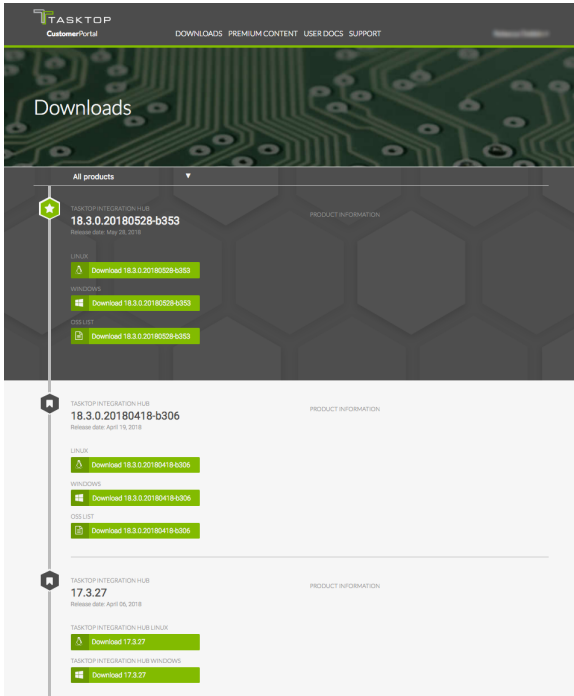 TASKTOP
CustomerPortal
DOWNLOADS PREMIUM CONTENT USER DOCS SUPPORT
Downloads
All products ▼
TASKTOP INTEGRATION HUB
PRODUCT INFORMATION
18.3.0.20180528-b353
Release date: May 28, 2018
LINUX
Download 18.3.0.20180528-b353
WINDOWS
Download 18.3.0.20180528-b353
OSS LIST
Download 18.3.0.20180528-b353
TASKTOP INTEGRATION HUB
PRODUCT INFORMATION
18.3.0.20180418-b306
Release date: April 19, 2018
LINUX
Download 18.3.0.20180418-b306
WINDOWS
Download 18.3.0.20180418-b306
OSS LIST
Download 18.3.0.20180418-b306
TASKTOP INTEGRATION HUB
PRODUCT INFORMATION
17.3.27
Release date: April 06, 2018
TASKTOP INTEGRATION HUB LINUX
Download 17.3.27
TASKTOP INTEGRATION HUB WINDOWS
Download 17.3.27